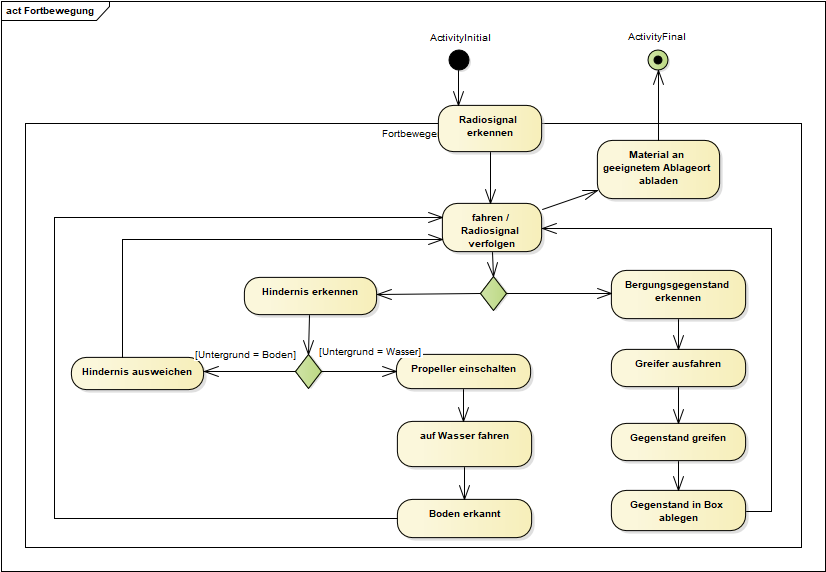 act Fortbewegung
ActivityInitial
ActivityFinal
Radiosignal
erkennen
Fortbewege
Material an
geeignetem Ablageort
abladen
fahren /
Radiosignal
verfolgen
Hindernis erkennen
Bergungsgegenstand
erkennen
[Untergrund = Boden]
[Untergrund = Wasser]
Hindernis ausweichen
Propeller einschalten
Greifer ausfahren
auf Wasser fahren
Gegenstand greifen
Boden erkannt
Gegenstand in Box
ablegen